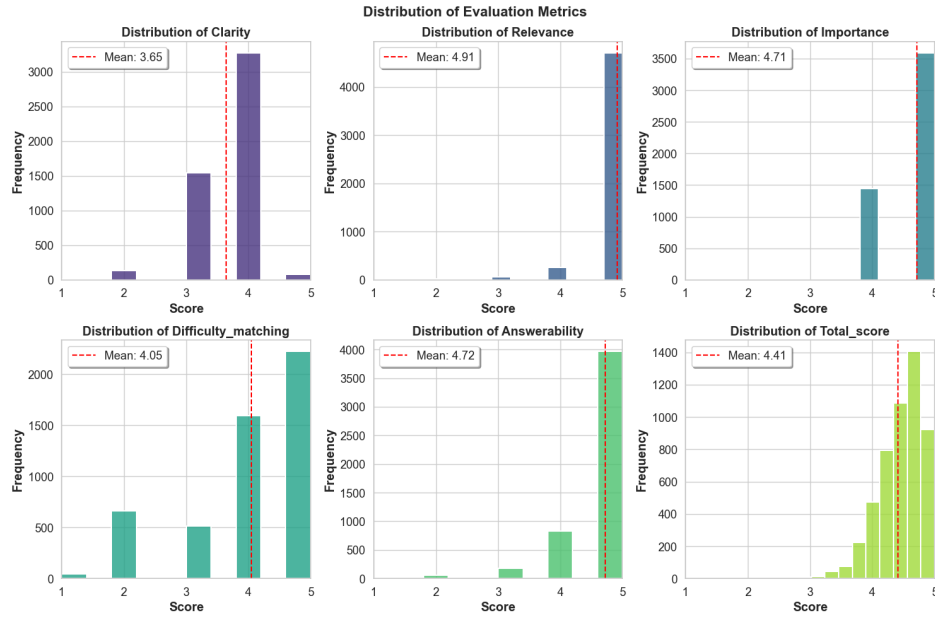 Distribution of Evaluation Metrics
Distribution of Clarity
Mean: 3.65
Frequency
3000
2500
2000
1500
1000
500
0
1 2 3 4 5
Score
Distribution of Relevance
Mean: 4.91
Frequency
4000
3000
2000
1000
0
1 2 3 4 5
Score
Distribution of Importance
Mean: 4.71
Frequency
3500
3000
2500
2000
1500
1000
500
0
1 2 3 4 5
Score
Distribution of Difficulty_matching
Mean: 4.05
Frequency
2000
1500
1000
500
0
1 2 3 4 5
Score
Distribution of Answerability
Mean: 4.72
Frequency
4000
3500
3000
2500
2000
1500
1000
500
0
1 2 3 4 5
Score
Distribution of Total_score
Mean: 4.41
Frequency
1400
1200
1000
800
600
400
200
0
1 2 3 4 5
Score